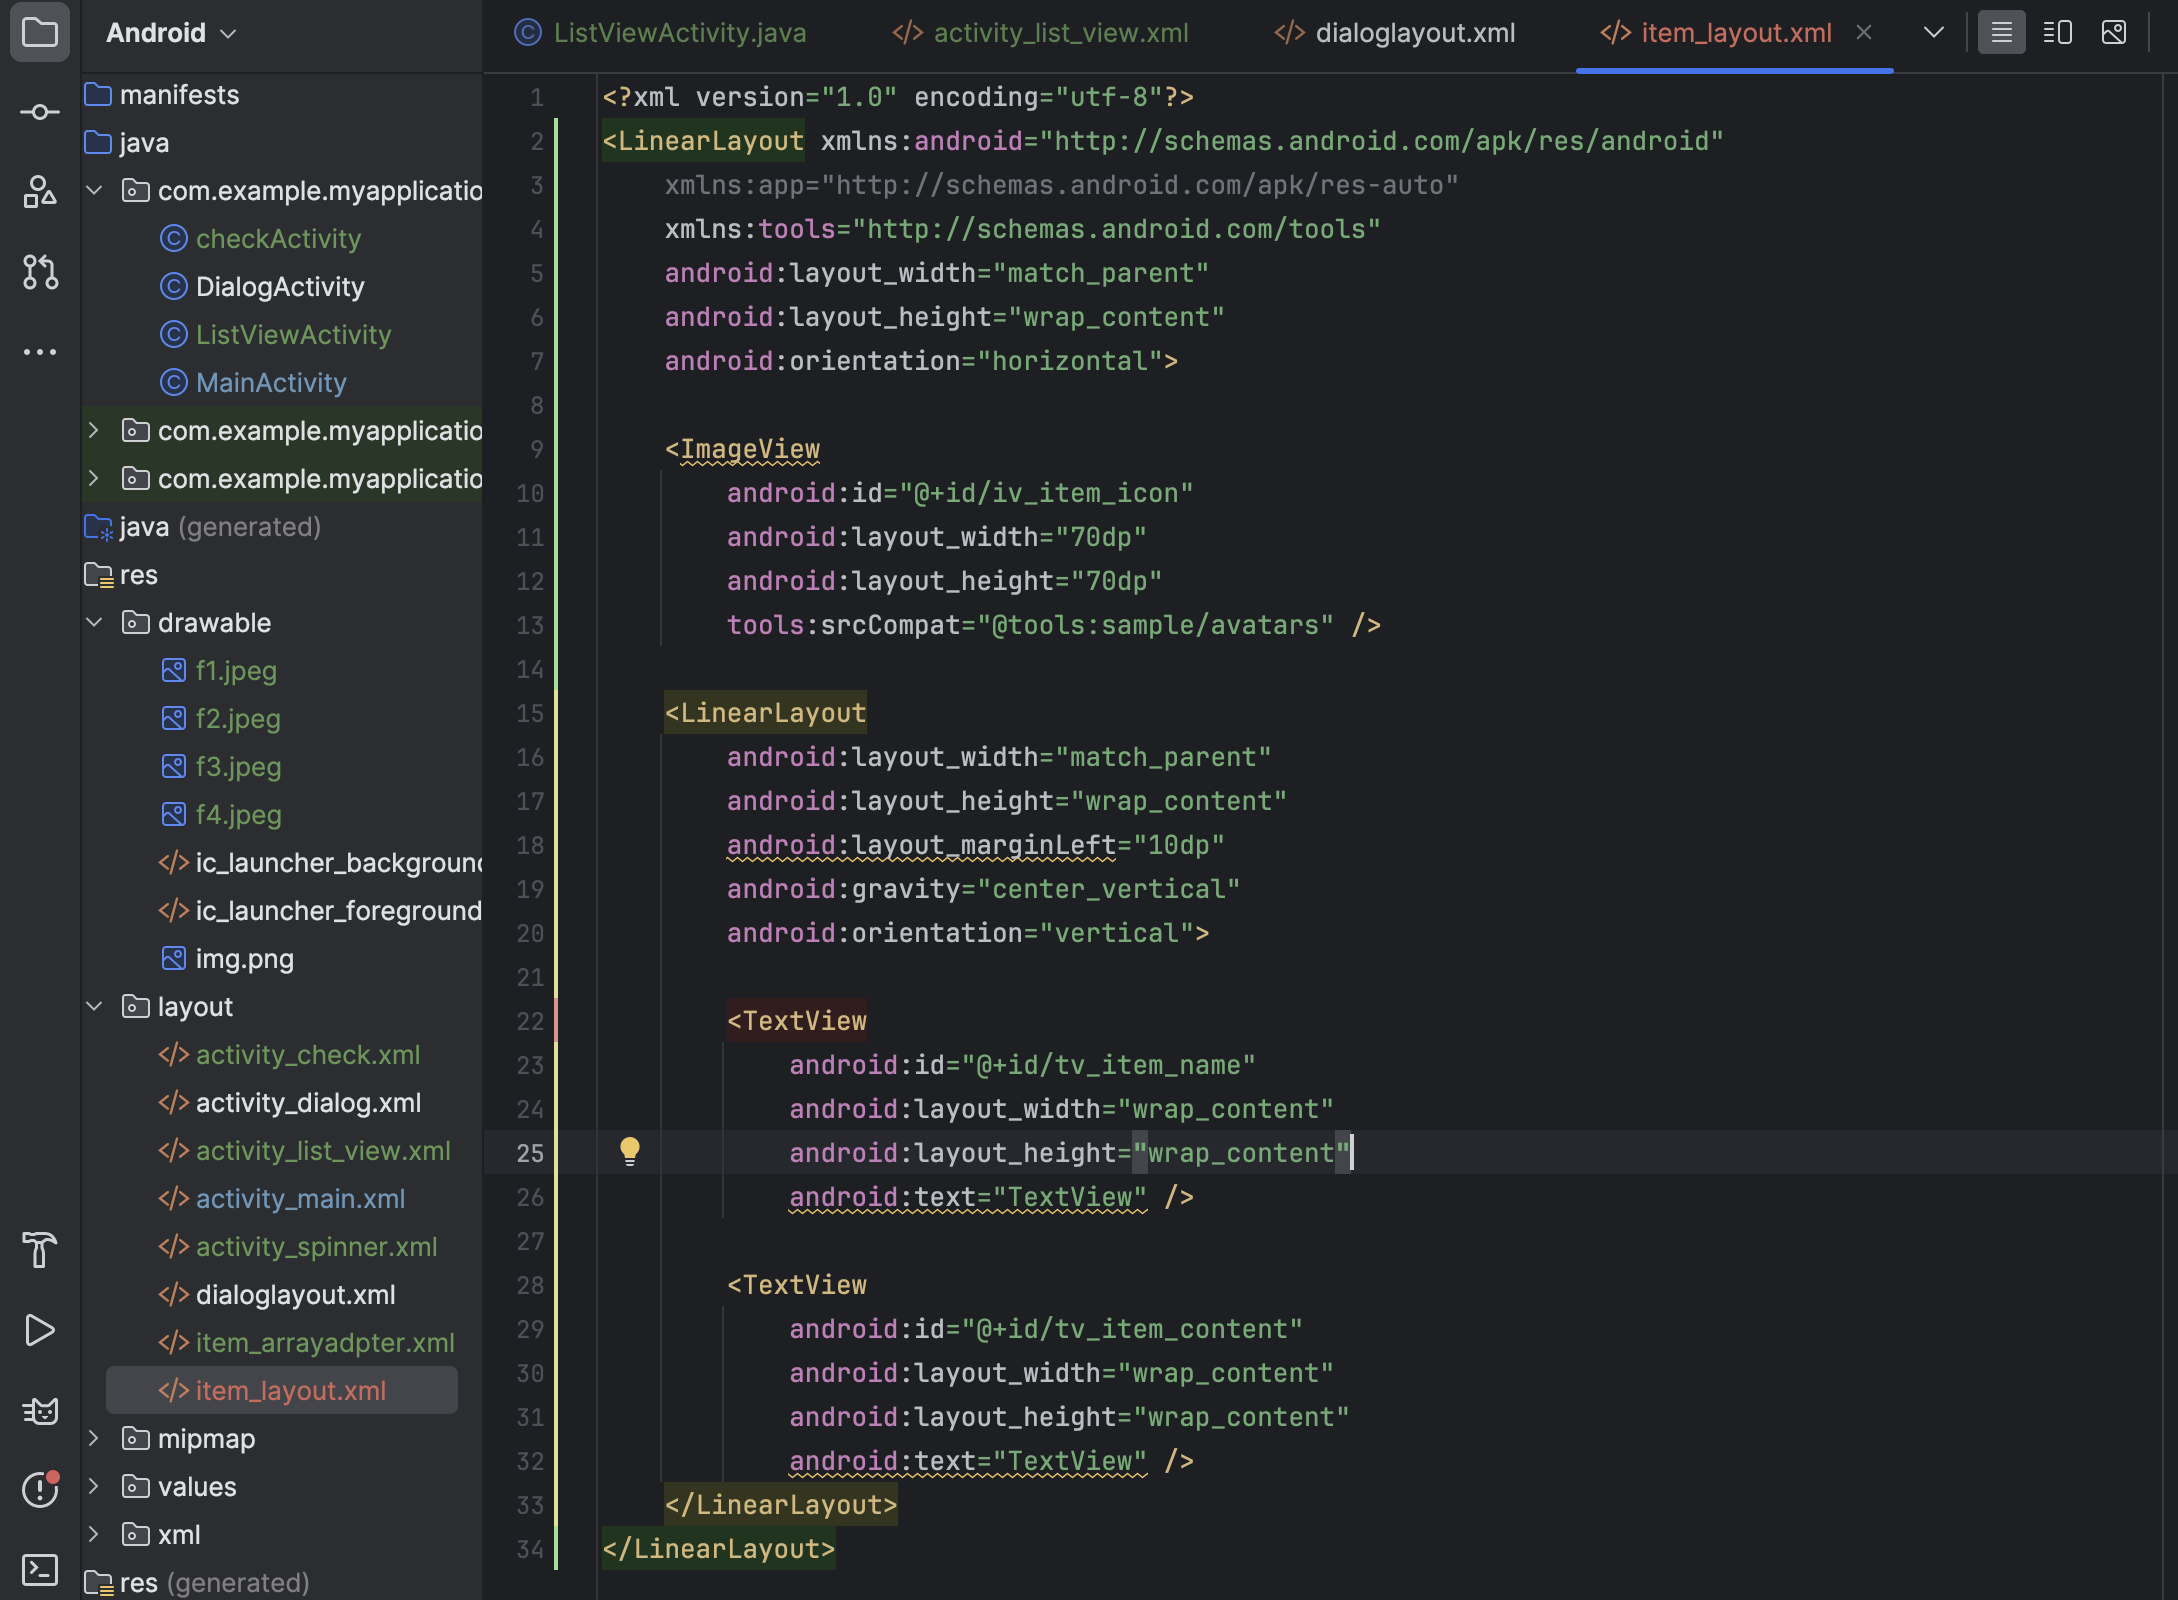 Android
ListViewActivity.java
activity_list_view.xml
dialoglayout.xml
item_layout.xml
manifests
java
com.example.myapplicatio
checkActivity
DialogActivity
ListViewActivity
MainActivity
com.example.myapplicatio
com.example.myapplicatio
java (generated)
res
drawable
f1.jpeg
f2.jpeg
f3.jpeg
f4.jpeg
ic_launcher_background
ic_launcher_foreground
img.png
layout
activity_check.xml
activity_dialog.xml
activity_list_view.xml
activity_main.xml
activity_spinner.xml
dialoglayout.xml
item_arrayadpter.xml
item_layout.xml
mipmap
values
xml
res (generated)
1 <?xml version="1.0" encoding="utf-8"?>
2 <LinearLayout xmlns:android="http://schemas.android.com/apk/res/android"
3 xmlns:app="http://schemas.android.com/apk/res-auto"
4 xmlns:tools="http://schemas.android.com/tools"
5 android:layout_width="match_parent"
6 android:layout_height="wrap_content"
7 android:orientation="horizontal">
8
9 <ImageView
10 android:id="@+id/iv_item_icon"
11 android:layout_width="70dp"
12 android:layout_height="70dp"
13 tools:srcCompat="@tools:sample/avatars" />
14
15 <LinearLayout
16 android:layout_width="match_parent"
17 android:layout_height="wrap_content"
18 android:layout_marginLeft="10dp"
19 android:gravity="center_vertical"
20 android:orientation="vertical">
21
22 <TextView
23 android:id="@+id/tv_item_name"
24 android:layout_width="wrap_content"
25 android:layout_height="wrap_content"
26 android:text="TextView" />
27
28 <TextView
29 android:id="@+id/tv_item_content"
30 android:layout_width="wrap_content"
31 android:layout_height="wrap_content"
32 android:text="TextView" />
33 </LinearLayout>
34 </LinearLayout>